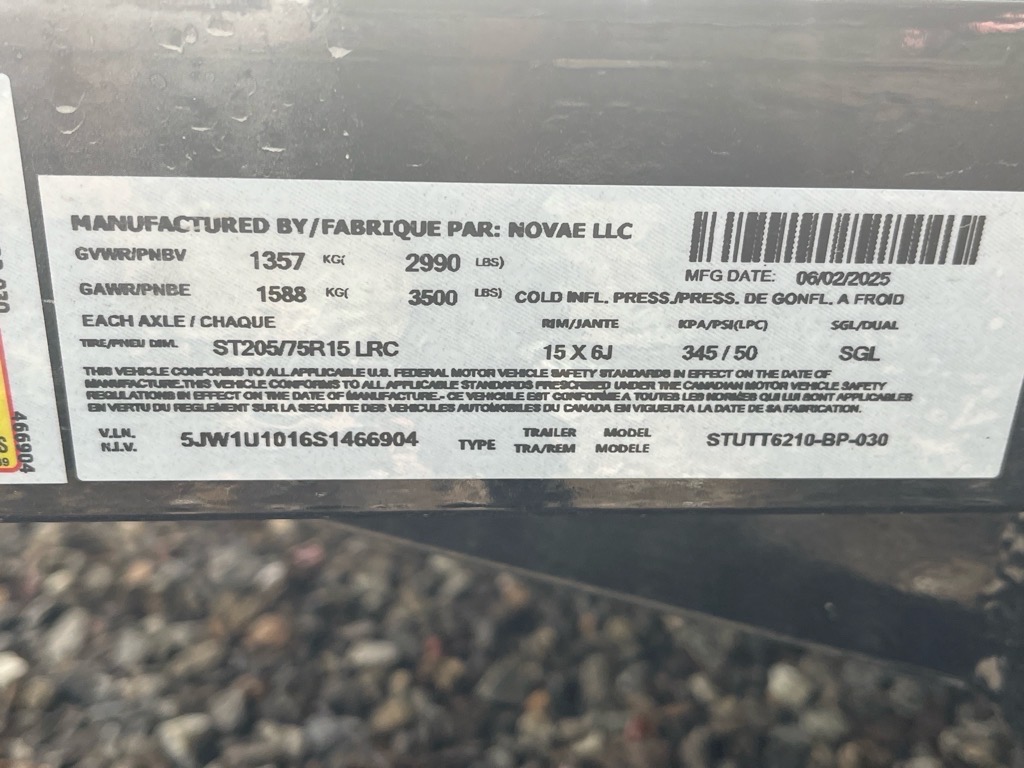 MANUFACTURED BY/FABRIQUE PAR: NOVAE LLC
MFG DATE: 06/02/2025
GVWR/PNBV 1357 KG( 2990 LBS)
GAWR/PNBE 1588 KG( 3500 LBS) COLD INFL. PRESS./PRESS. DE GONFL. A FROID
EACH AXLE / CHAQUE RIM/JANTE KPA/PSI(LPC) SGL/DUAL
TIRE/PNEU DIM. ST205/75R15 LRC 15 X 6J 345 / 50 SGL
THIS VEHICLE CONFORMS TO ALL APPLICABLE U.S. FEDERAL MOTOR VEHICLE SAFETY STANDARDS IN EFFECT ON THE DATE OF
MANUFACTURE.THIS VEHICLE CONFORMS TO ALL APPLICABLE STANDARDS PRESCRIBED UNDER THE CANADIAN MOTOR VEHICLE SAFETY
REGULATIONS IN EFFECT ON THE DATE OF MANUFACTURE.- CE VEHICULE EST CONFORME A TOUTES LES NORMES QUI LUI SONT APPLICABLES
EN VERTU DU REGLEMENT SUR LA SECURITE DES VEHICULES AUTOMOBILES DU CANADA EN VIGUEUR A LA DATE DE SA FABRICATION.
V.I.N. 5JW1U1016S1466904 TYPE TRAILER MODEL STUTT6210-BP-030
N.I.V. TRA/REM MODELE
466904